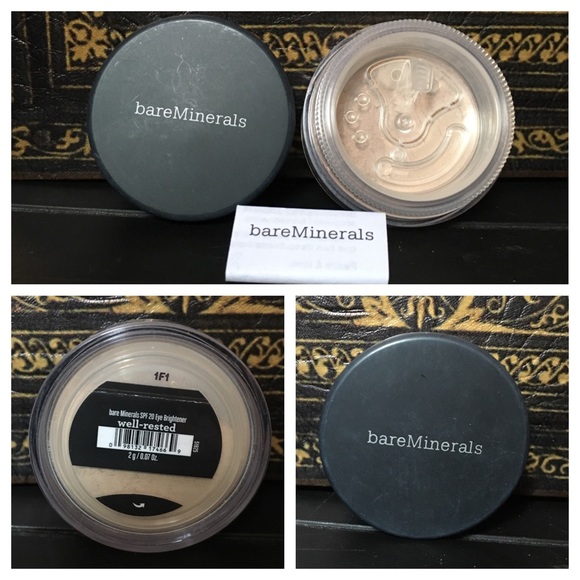 bareMinerals
bareMinerals
1F1
bare Minerals SPF 20 Eye Brightener
well-rested
2 g / 0.07 Oz.
bareMinerals